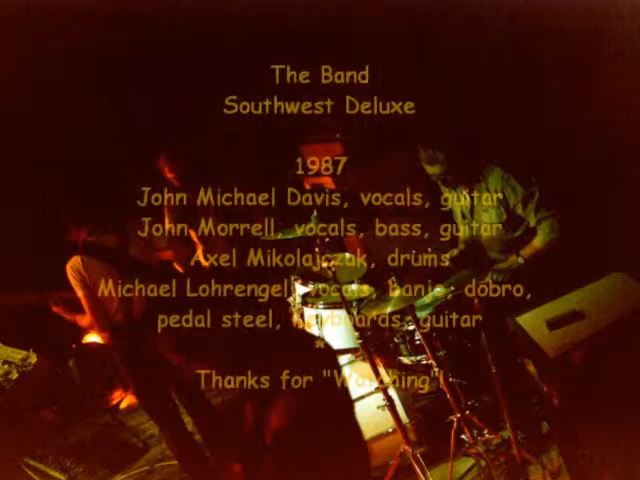 The Band
Southwest Deluxe
1987
John Michael Davis, vocals, guitar
John Morrell, vocals, bass, guitar
Axel Mikolajczak, drums
Michael Lohrengel, vocals, banjo, dobro,
pedal steel, keyboards, guitar
*
Thanks for "Watching"!